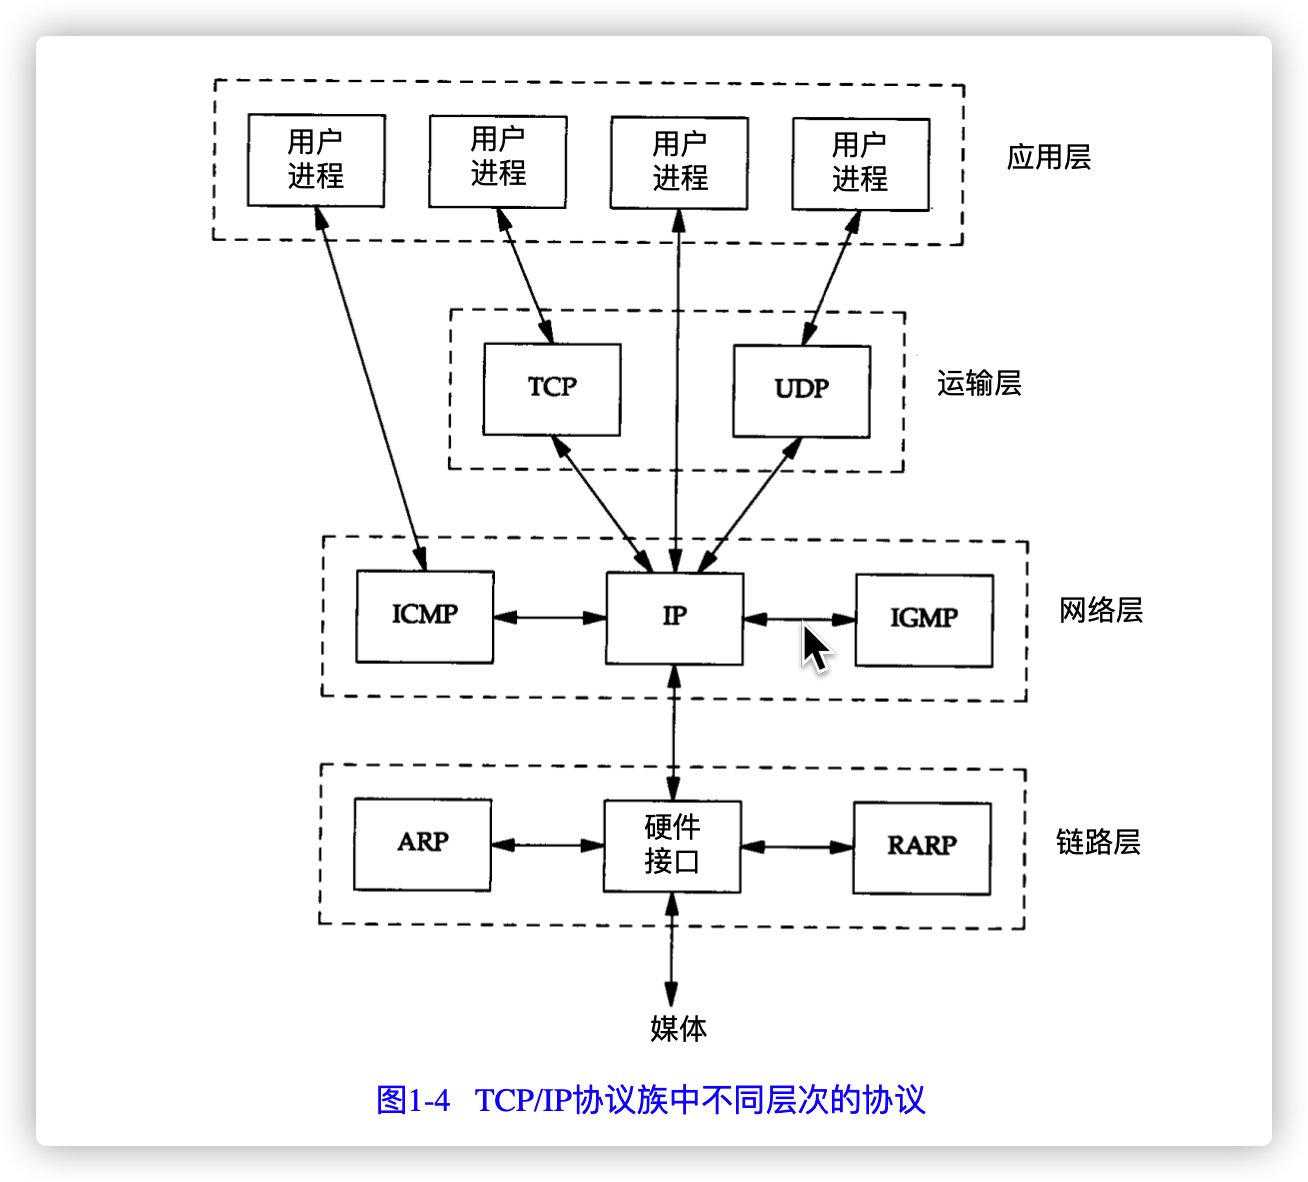 用户
进程
用户
进程
用户
进程
用户
进程
应用层
TCP
UDP
运输层
ICMP
IP
IGMP
网络层
ARP
硬件
接口
RARP
链路层
媒体
图1-4 TCP/IP协议族中不同层次的协议